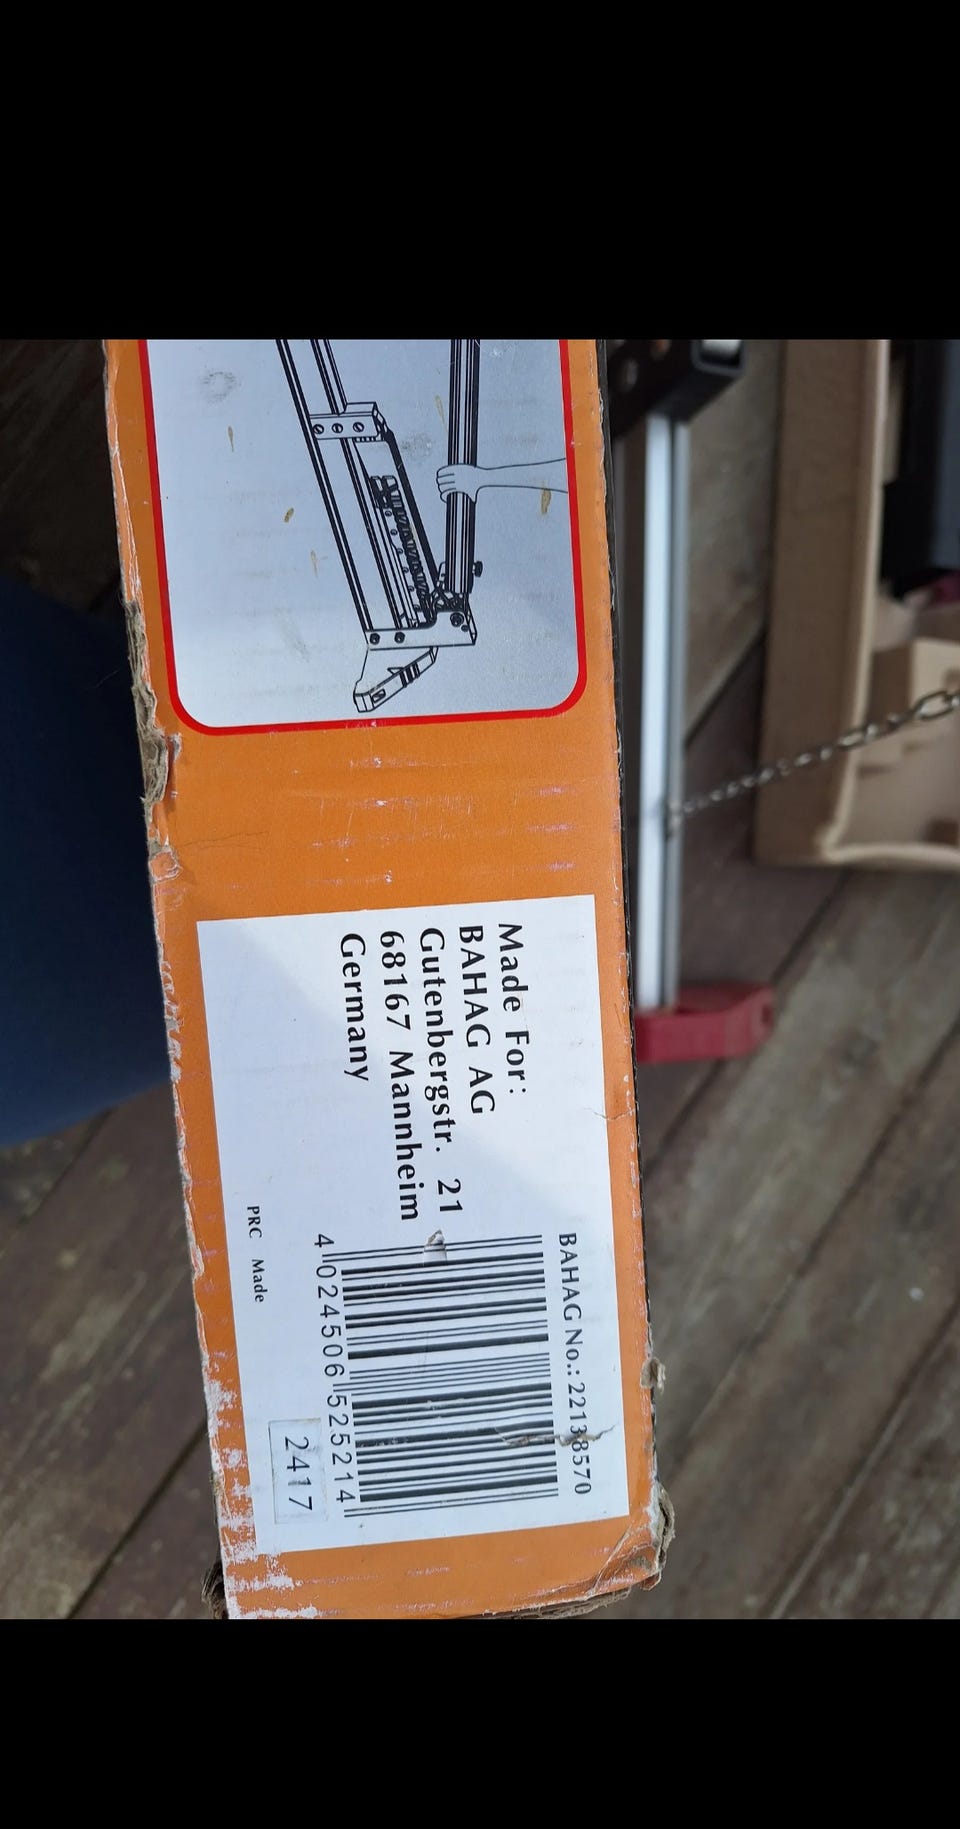 Made For:
BAHAG AG
Gutenbergstr. 21
68167 Mannheim
Germany
BAHAG No.: 22138570
4 024506 525214
2417
PRC Made